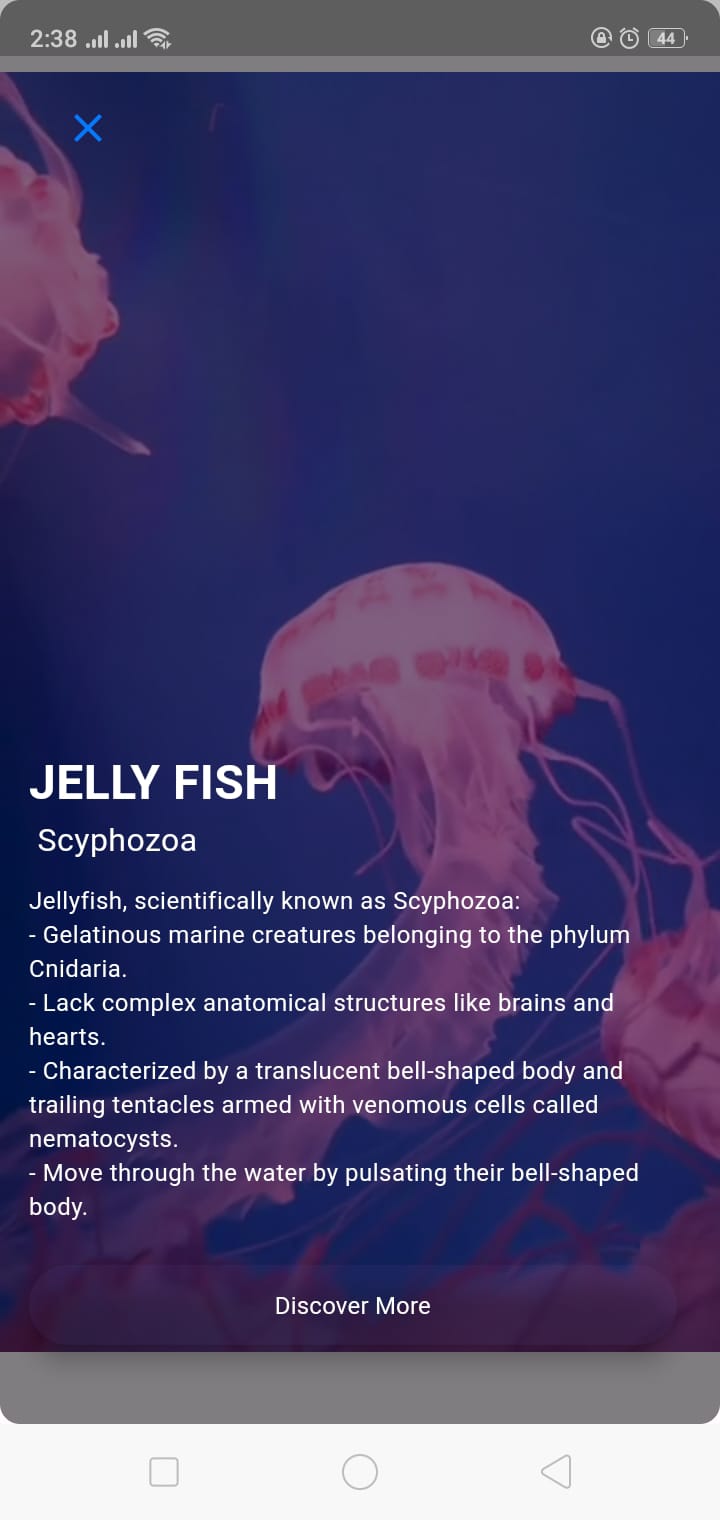 2:38
44
JELLY FISH
Scyphozoa
Jellyfish, scientifically known as Scyphozoa:
- Gelatinous marine creatures belonging to the phylum
Cnidaria.
- Lack complex anatomical structures like brains and
hearts.
- Characterized by a translucent bell-shaped body and
trailing tentacles armed with venomous cells called
nematocysts.
- Move through the water by pulsating their bell-shaped
body.
Discover More